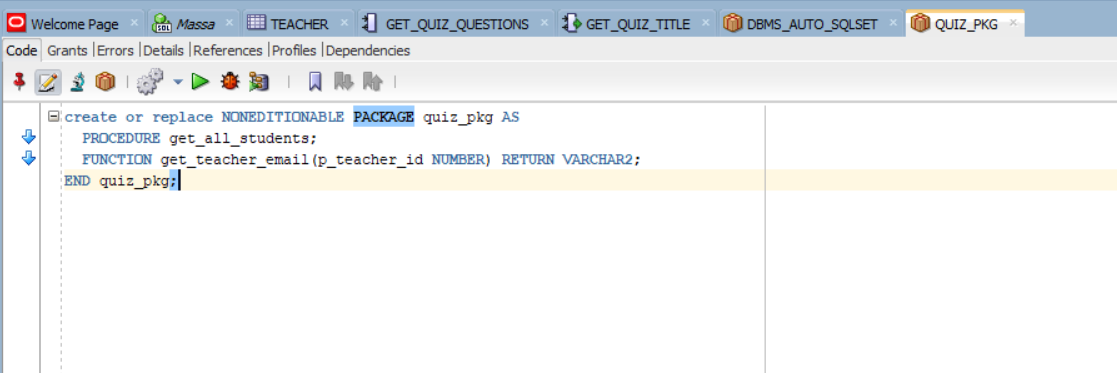 Welcome Page Massa TEACHER GET_QUIZ_QUESTIONS GET_QUIZ_TITLE DBMS_AUTO_SQLSET QUIZ_PKG
Code Grants |Errors |Details |References |Profiles |Dependencies
create or replace NONEDITIONABLE PACKAGE quiz_pkg AS
PROCEDURE get_all_students;
FUNCTION get_teacher_email(p_teacher_id NUMBER) RETURN VARCHAR2;
END quiz_pkg;